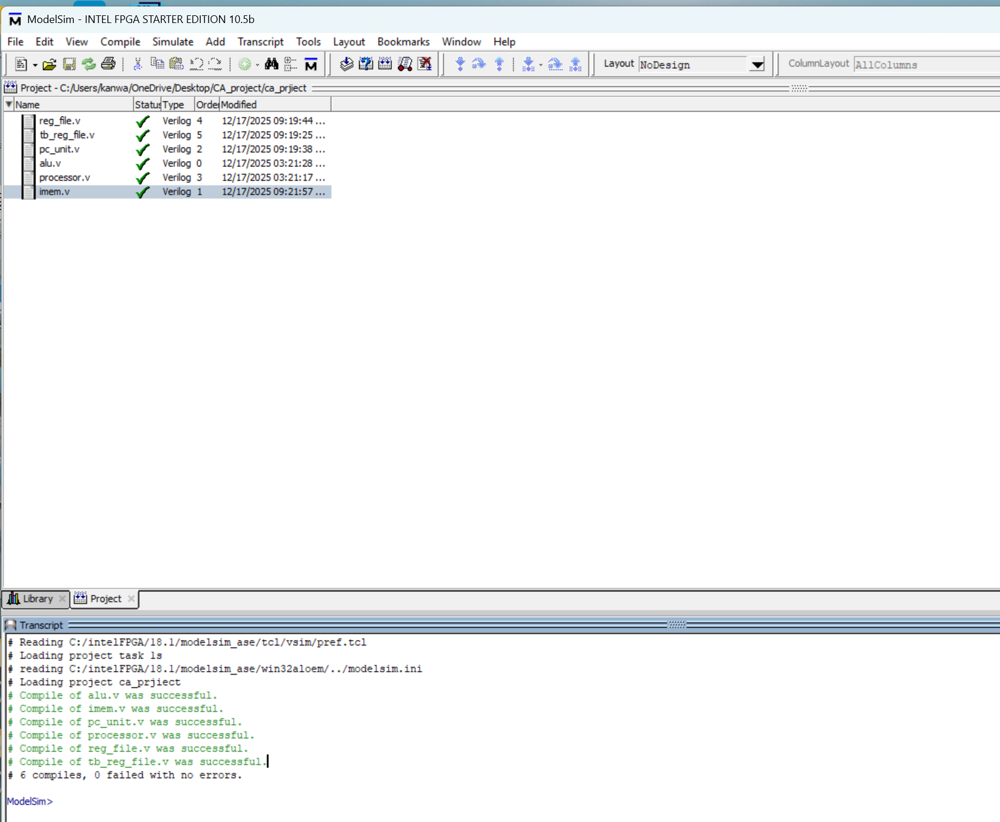 ModelSim - INTEL FPGA STARTER EDITION 10.5b
File Edit View Compile Simulate Add Transcript Tools Layout Bookmarks Window Help
Layout NoDesign ColumnLayout AllColumns
Project - C:/Users/kanwa/OneDrive/Desktop/CA_project/ca_prjiect
Name Status Type Order Modified
reg_file.v Verilog 4 12/17/2025 09:19:44 ...
tb_reg_file.v Verilog 5 12/17/2025 09:19:25 ...
pc_unit.v Verilog 2 12/17/2025 09:19:38 ...
alu.v Verilog 0 12/17/2025 03:21:28 ...
processor.v Verilog 3 12/17/2025 03:21:17 ...
imem.v Verilog 1 12/17/2025 09:21:57 ...
Library Project
Transcript
# Reading C:/intelFPGA/18.1/modelsim_ase/tcl/vsim/pref.tcl
# Loading project task ls
# reading C:/intelFPGA/18.1/modelsim_ase/win32aloem/../modelsim.ini
# Loading project ca_prjiect
# Compile of alu.v was successful.
# Compile of imem.v was successful.
# Compile of pc_unit.v was successful.
# Compile of processor.v was successful.
# Compile of reg_file.v was successful.
# Compile of tb_reg_file.v was successful.
# 6 compiles, 0 failed with no errors.
ModelSim>